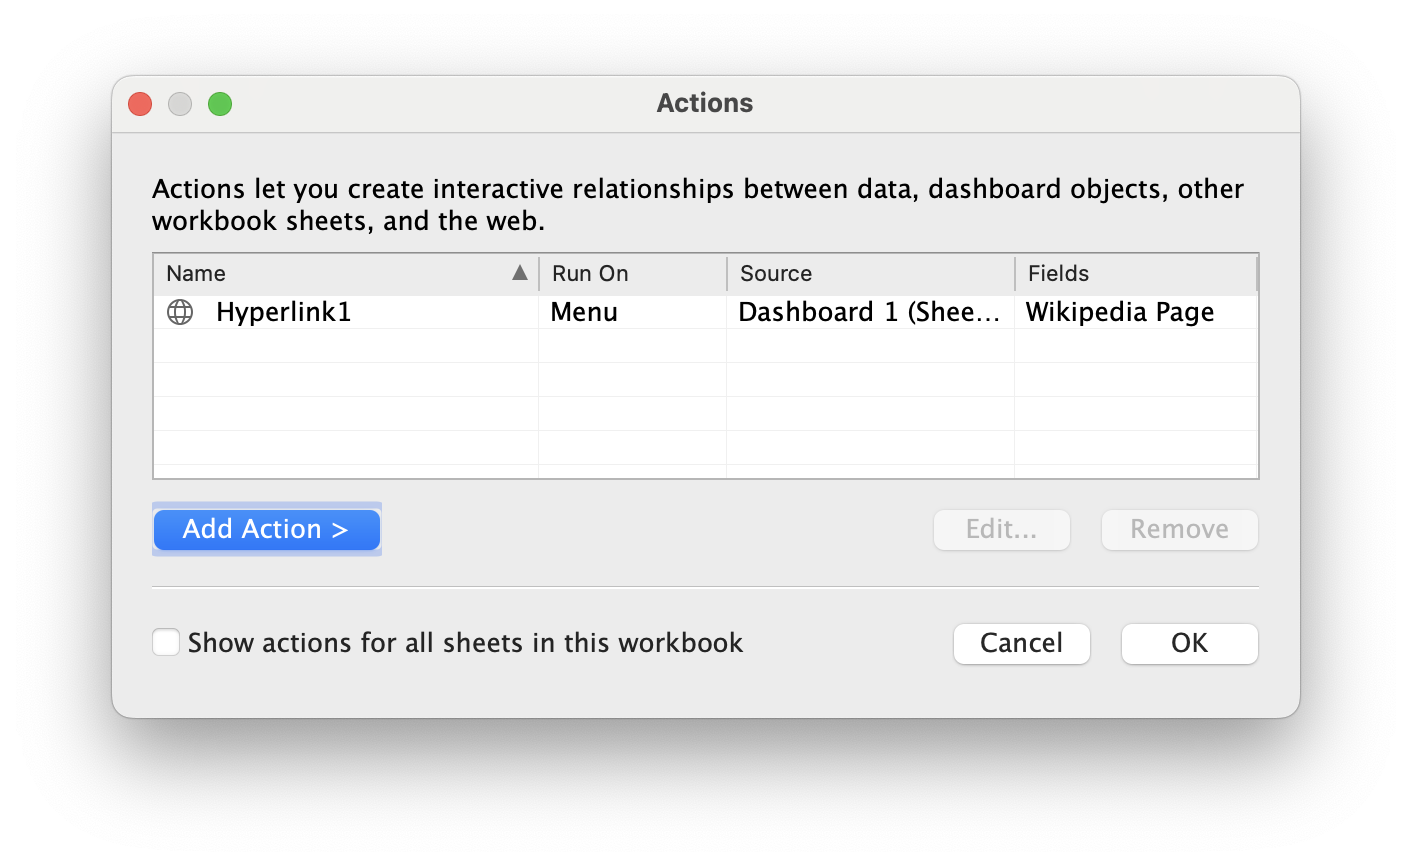 Actions
Actions let you create interactive relationships between data, dashboard objects, other
workbook sheets, and the web.
Name Run On Source Fields
Hyperlink1 Menu Dashboard 1 (Shee... Wikipedia Page
Add Action > Edit... Remove
Show actions for all sheets in this workbook Cancel OK